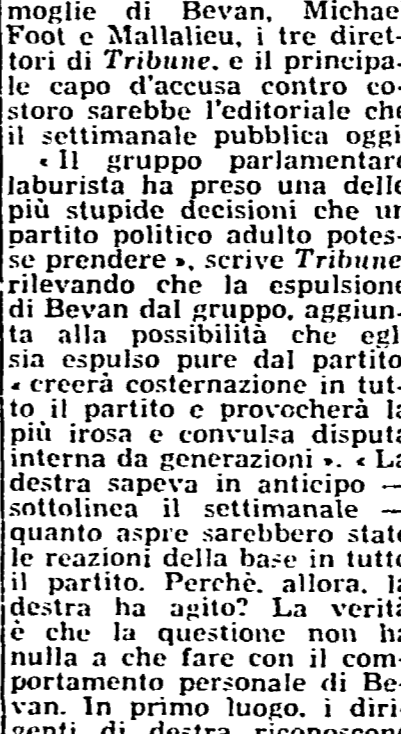 moglie di Bevan, Michae
Foot e Mallalieu, i tre diret-
tori di Tribune, e il principa-
le capo d'accusa contro co-
storo sarebbe l'editoriale che
il settimanale pubblica oggi
« Il gruppo parlamentare
laburista ha preso una delle
più stupide decisioni che un
partito politico adulto potes-
se prendere », scrive Tribune
rilevando che la espulsione
di Bevan dal gruppo, aggiun-
ta alla possibilità che egl
sia espulso pure dal partito
« creerà costernazione in tut-
to il partito e provocherà la
più irosa e convulsa disputa
interna da generazioni ». « La
destra sapeva in anticipo —
sottolinea il settimanale —
quanto aspre sarebbero state
le reazioni della base in tutto
il partito. Perchè, allora, la
destra ha agito? La verità
è che la questione non ha
nulla a che fare con il com-
portamento personale di Be-
van. In primo luogo, i diri-
genti di destra riconoscono